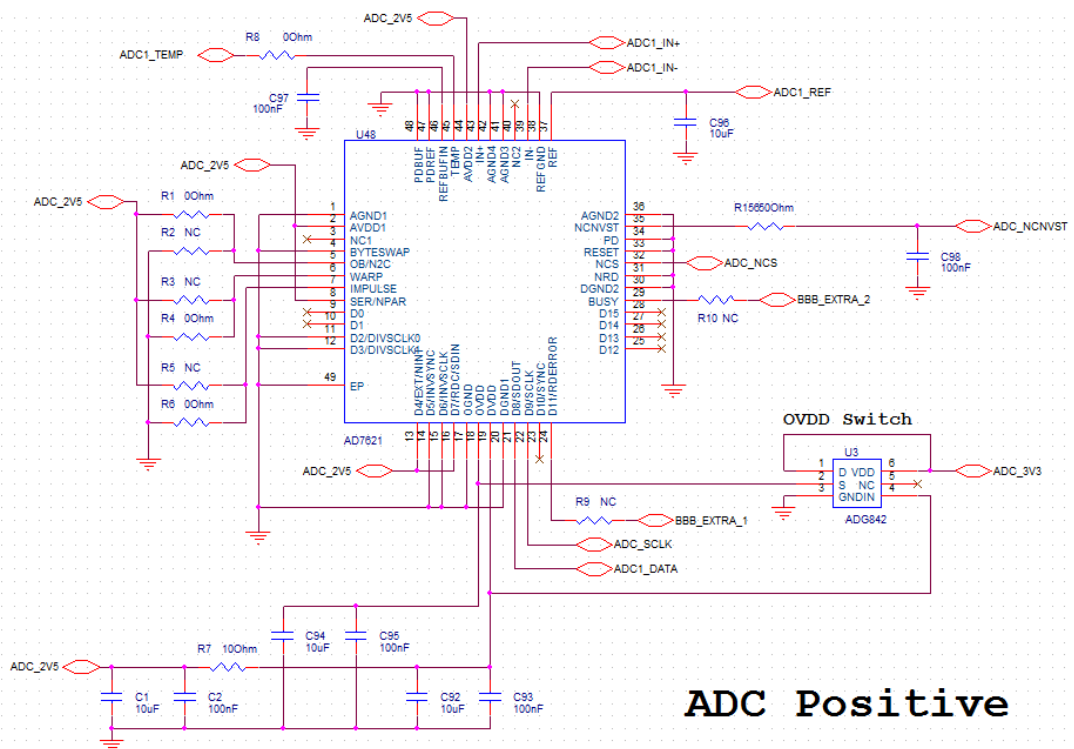 ADC_2V5
R8 0Ohm
ADC1_TEMP
ADC1_IN+
ADC1_IN-
C97
100nF
ADC1_REF
C96
10uF
48 47 46 45 44 43 42 41 40 39 38 37
U48
PDBUF
PDREF
REFBUFIN
TEMP
AVDD2
IN+
AGND4
AGND3
NC2
IN-
REFGND
REF
ADC_2V5
ADC_2V5
R1 0Ohm
R2 NC
R3 NC
R4 0Ohm
R5 NC
R6 0Ohm
1 AGND1
2 AVDD1
3 NC1
4 BYTESWAP
5 OB/N2C
6 WARP
7 IMPULSE
8 SER/NPAR
9 D0
10 D1
11 D2/DIVSCLK0
12 D3/DIVSCLK1
49 EP
AGND2 36
NCNVST 35
PD 34
RESET 33
NCS 32
NRD 31
DGND2 30
BUSY 29
D15 28
D14 27
D13 26
D12 25
R15650Ohm
ADC_NCNVST
C98
100nF
ADC_NCS
BBB_EXTRA_2
R10 NC
D4/EXT/NINT
D5/INVSYNC
D6/INVSCLK
D7/RDC/SDIN
OGND
OVDD
DVDD
DGND1
D8/SDOUT
D9/SCLK
D10/SYNC
D11/RDERROR
AD7621
13 14 15 16 17 18 19 20 21 22 23 24
ADC_2V5
OVDD Switch
U3
1 D VDD 6
2 S NC 5
3 GNDIN 4
ADG842
ADC_3V3
R9 NC
BBB_EXTRA_1
ADC_SCLK
ADC1_DATA
C94
10uF
C95
100nF
R7 10Ohm
ADC_2V5
C1
10uF
C2
100nF
C92
10uF
C93
100nF
ADC Positive